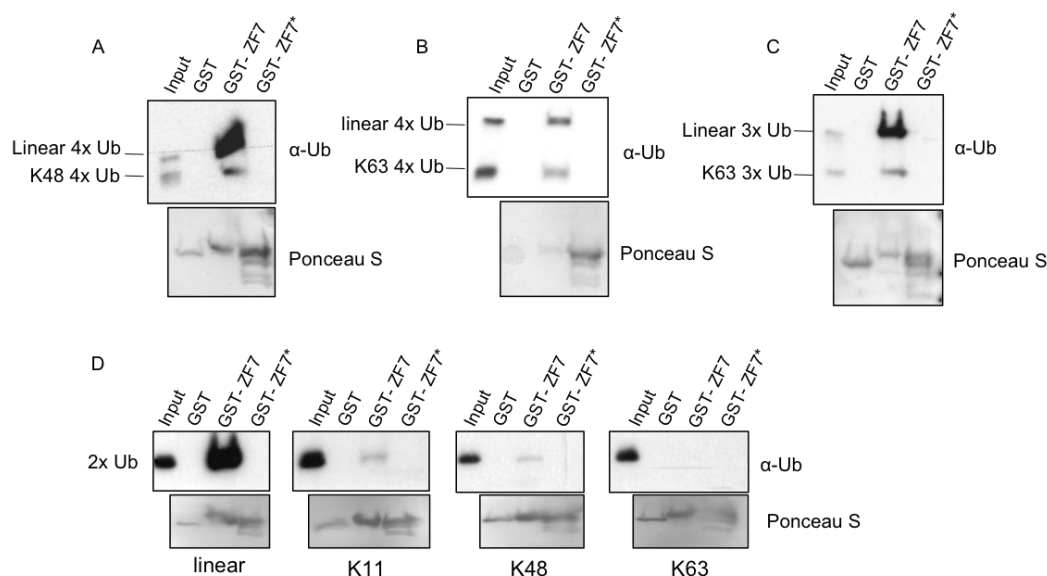 A
Input
GST
GST- ZF7
GST- ZF7*
Linear 4x Ub
K48 4x Ub
α-Ub
Ponceau S
B
Input
GST
GST- ZF7
GST- ZF7*
linear 4x Ub
K63 4x Ub
α-Ub
Ponceau S
C
Input
GST
GST- ZF7
GST- ZF7*
Linear 3x Ub
K63 3x Ub
α-Ub
Ponceau S
D
Input
GST
GST- ZF7
GST- ZF7*
Input
GST
GST- ZF7
GST- ZF7*
Input
GST
GST- ZF7
GST- ZF7*
Input
GST
GST- ZF7
GST- ZF7*
2x Ub
α-Ub
Ponceau S
linear
K11
K48
K63